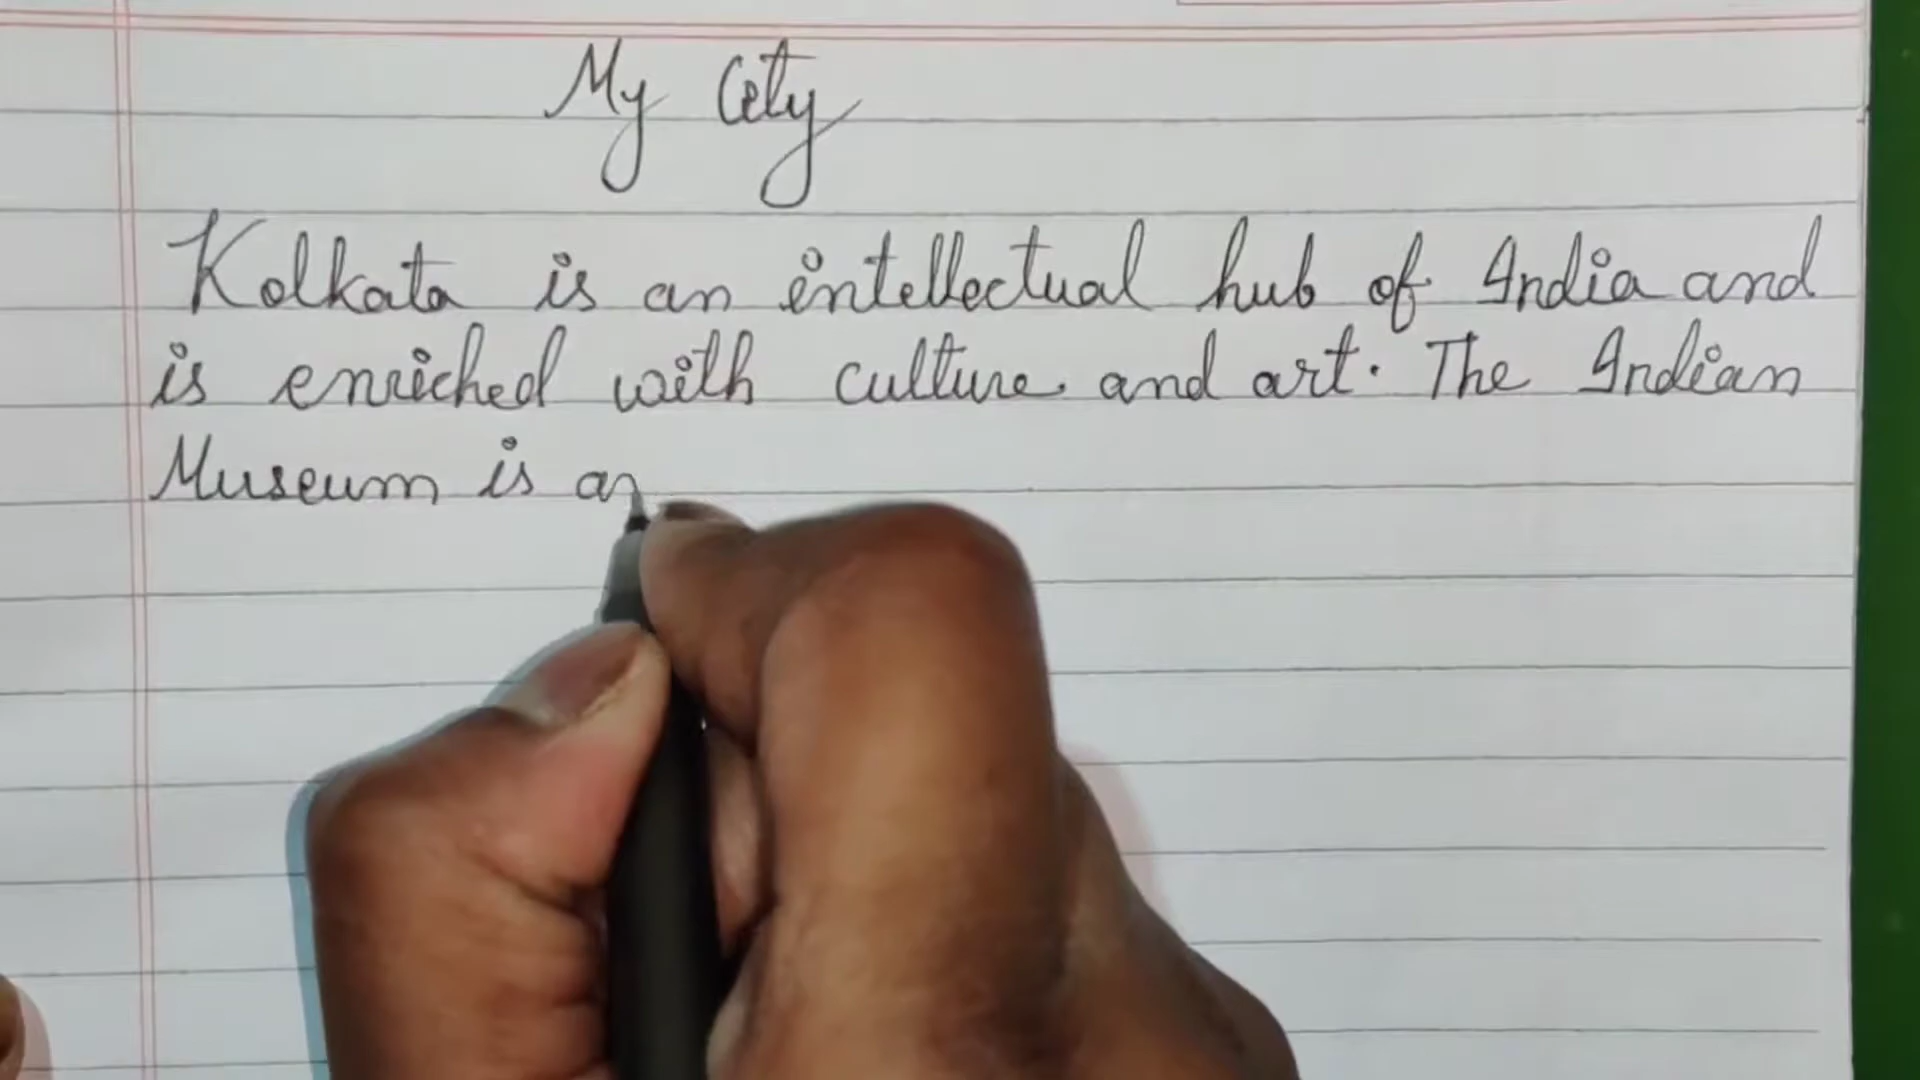 My City
Kolkata is an intellectual hub of India and
is enriched with culture and art. The Indian
Museum is an